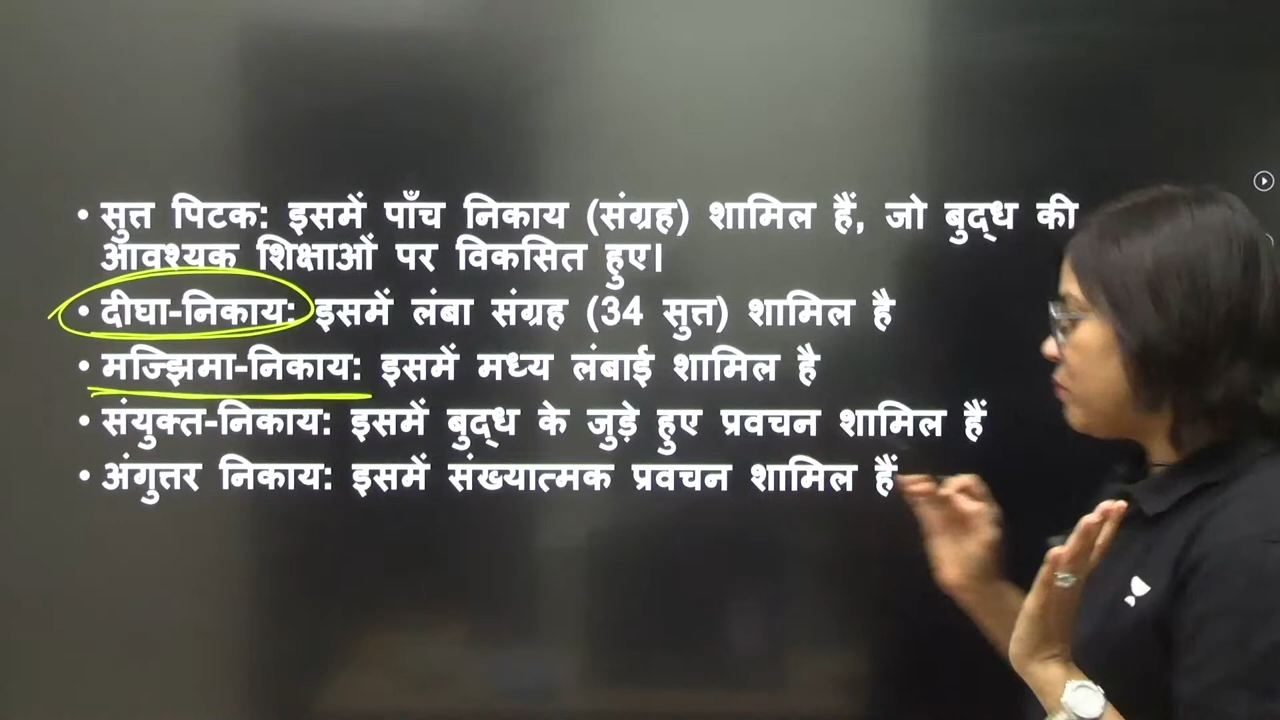 • सुत्त पिटक: इसमें पाँच निकाय (संग्रह) शामिल हैं, जो बुद्ध की
आवश्यक शिक्षाओं पर विकसित हुए।
• दीघा-निकाय: इसमें लंबा संग्रह (34 सुत्त) शामिल है
• मज्झिमा-निकाय: इसमें मध्य लंबाई शामिल है
• संयुक्त-निकाय: इसमें बुद्ध के जुड़े हुए प्रवचन शामिल हैं
• अंगुत्तर निकाय: इसमें संख्यात्मक प्रवचन शामिल हैं